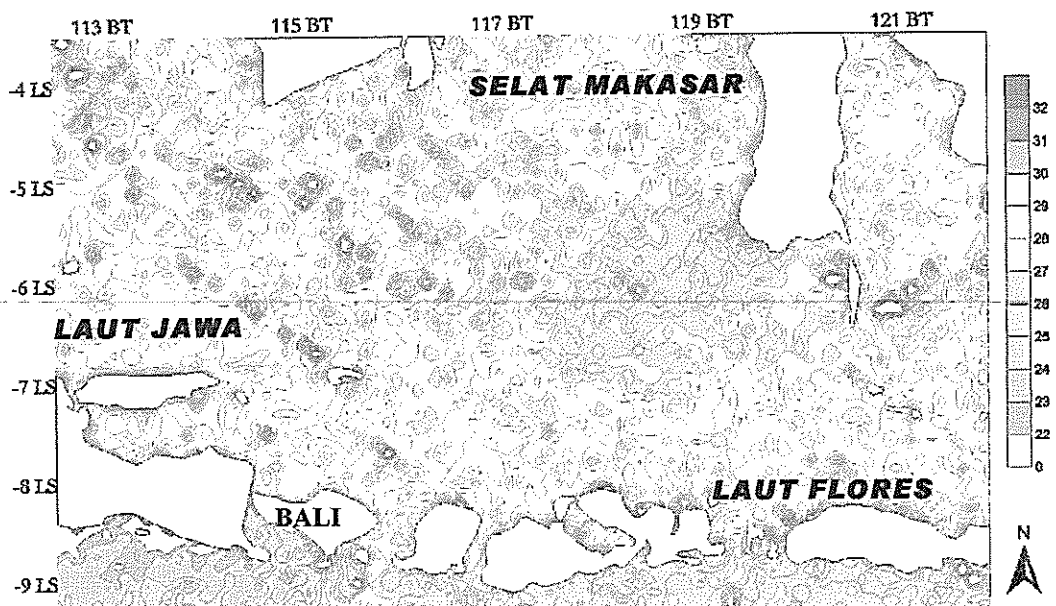 113 BT 115 BT 117 BT 119 BT 121 BT
-4 LS
SELAT MAKASAR
-5 LS
-6 LS
LAUT JAWA
-7 LS
-8 LS
LAUT FLORES
BALI
-9 LS
32
31
30
29
28
27
26
25
24
23
22
0
N